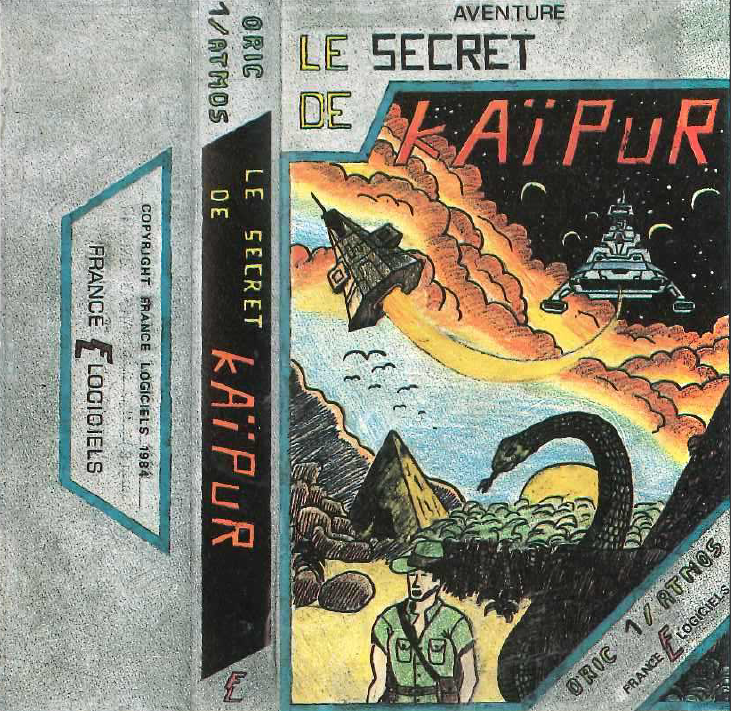 AVENTURE
LE SECRET
DE
KAÏPUR
ORIC 1/ATMOS
FRANCE LOGICIELS
ORIC
1/ATMOS
LE SECRET
DE
KAÏPUR
FL
COPYRIGHT FRANCE LOGICIELS 1984
FRANCE LOGICIELS